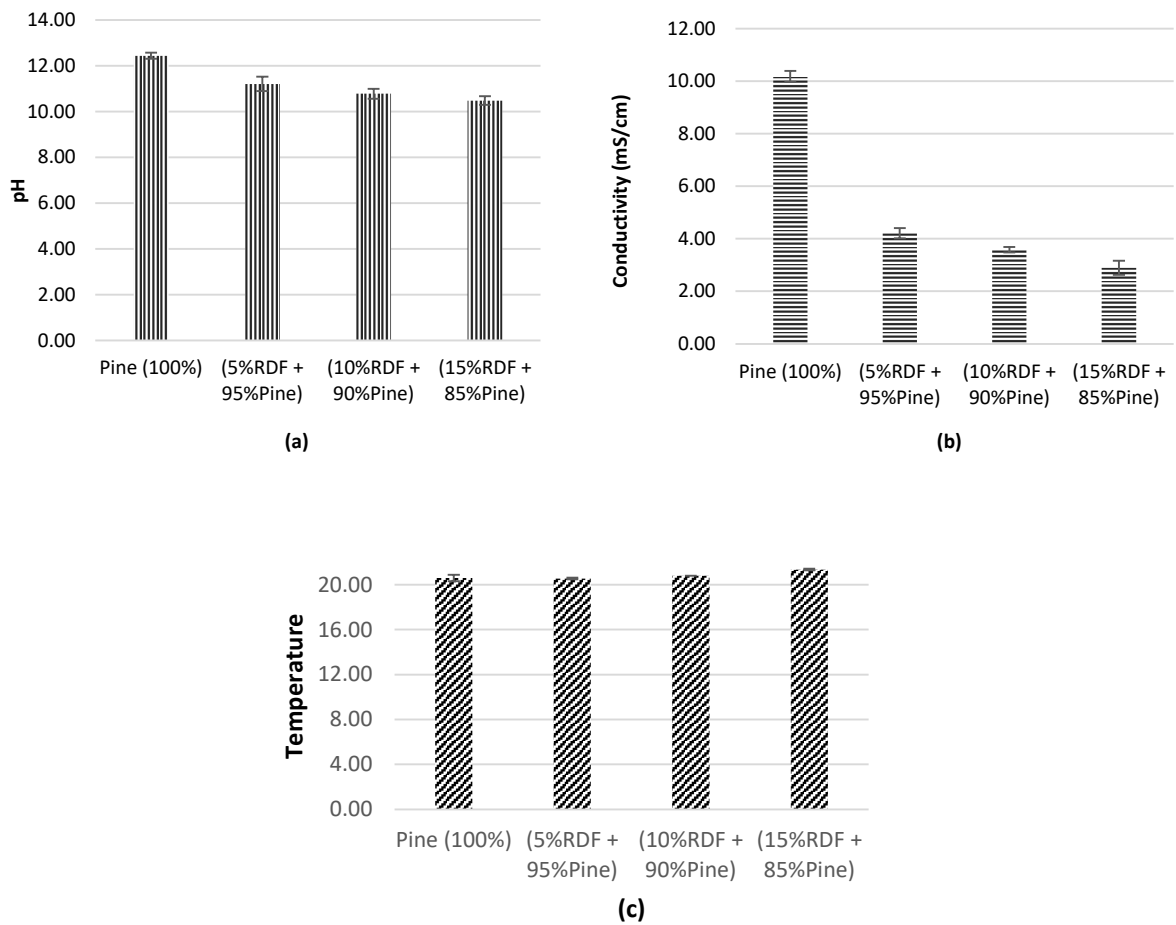 14.00
12.00
10.00
8.00
6.00
4.00
2.00
0.00
pH
Pine (100%) (5%RDF + (10%RDF + (15%RDF +
95%Pine) 90%Pine) 85%Pine)
(a)
12.00
10.00
8.00
6.00
4.00
2.00
0.00
Conductivity (mS/cm)
Pine (100%) (5%RDF + (10%RDF + (15%RDF +
95%Pine) 90%Pine) 85%Pine)
(b)
20.00
16.00
12.00
8.00
4.00
0.00
Temperature
Pine (100%) (5%RDF + (10%RDF + (15%RDF +
95%Pine) 90%Pine) 85%Pine)
(c)